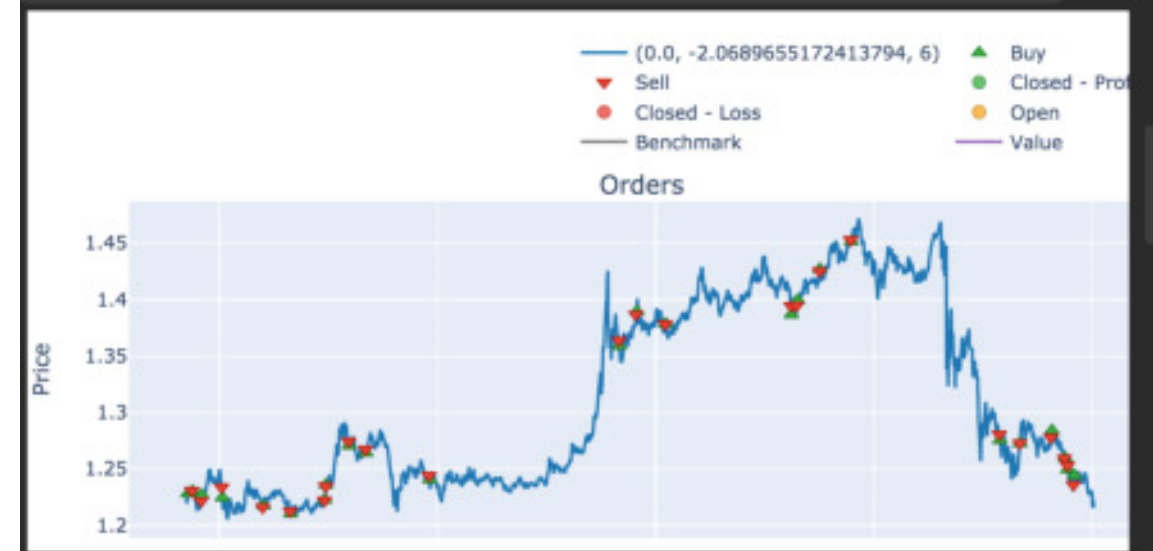 (0.0, -2.0689655172413794, 6)
Buy
Sell
Closed - Prof
Closed - Loss
Open
Benchmark
Value
Orders
1.45
1.4
1.35
1.3
1.25
1.2
Price